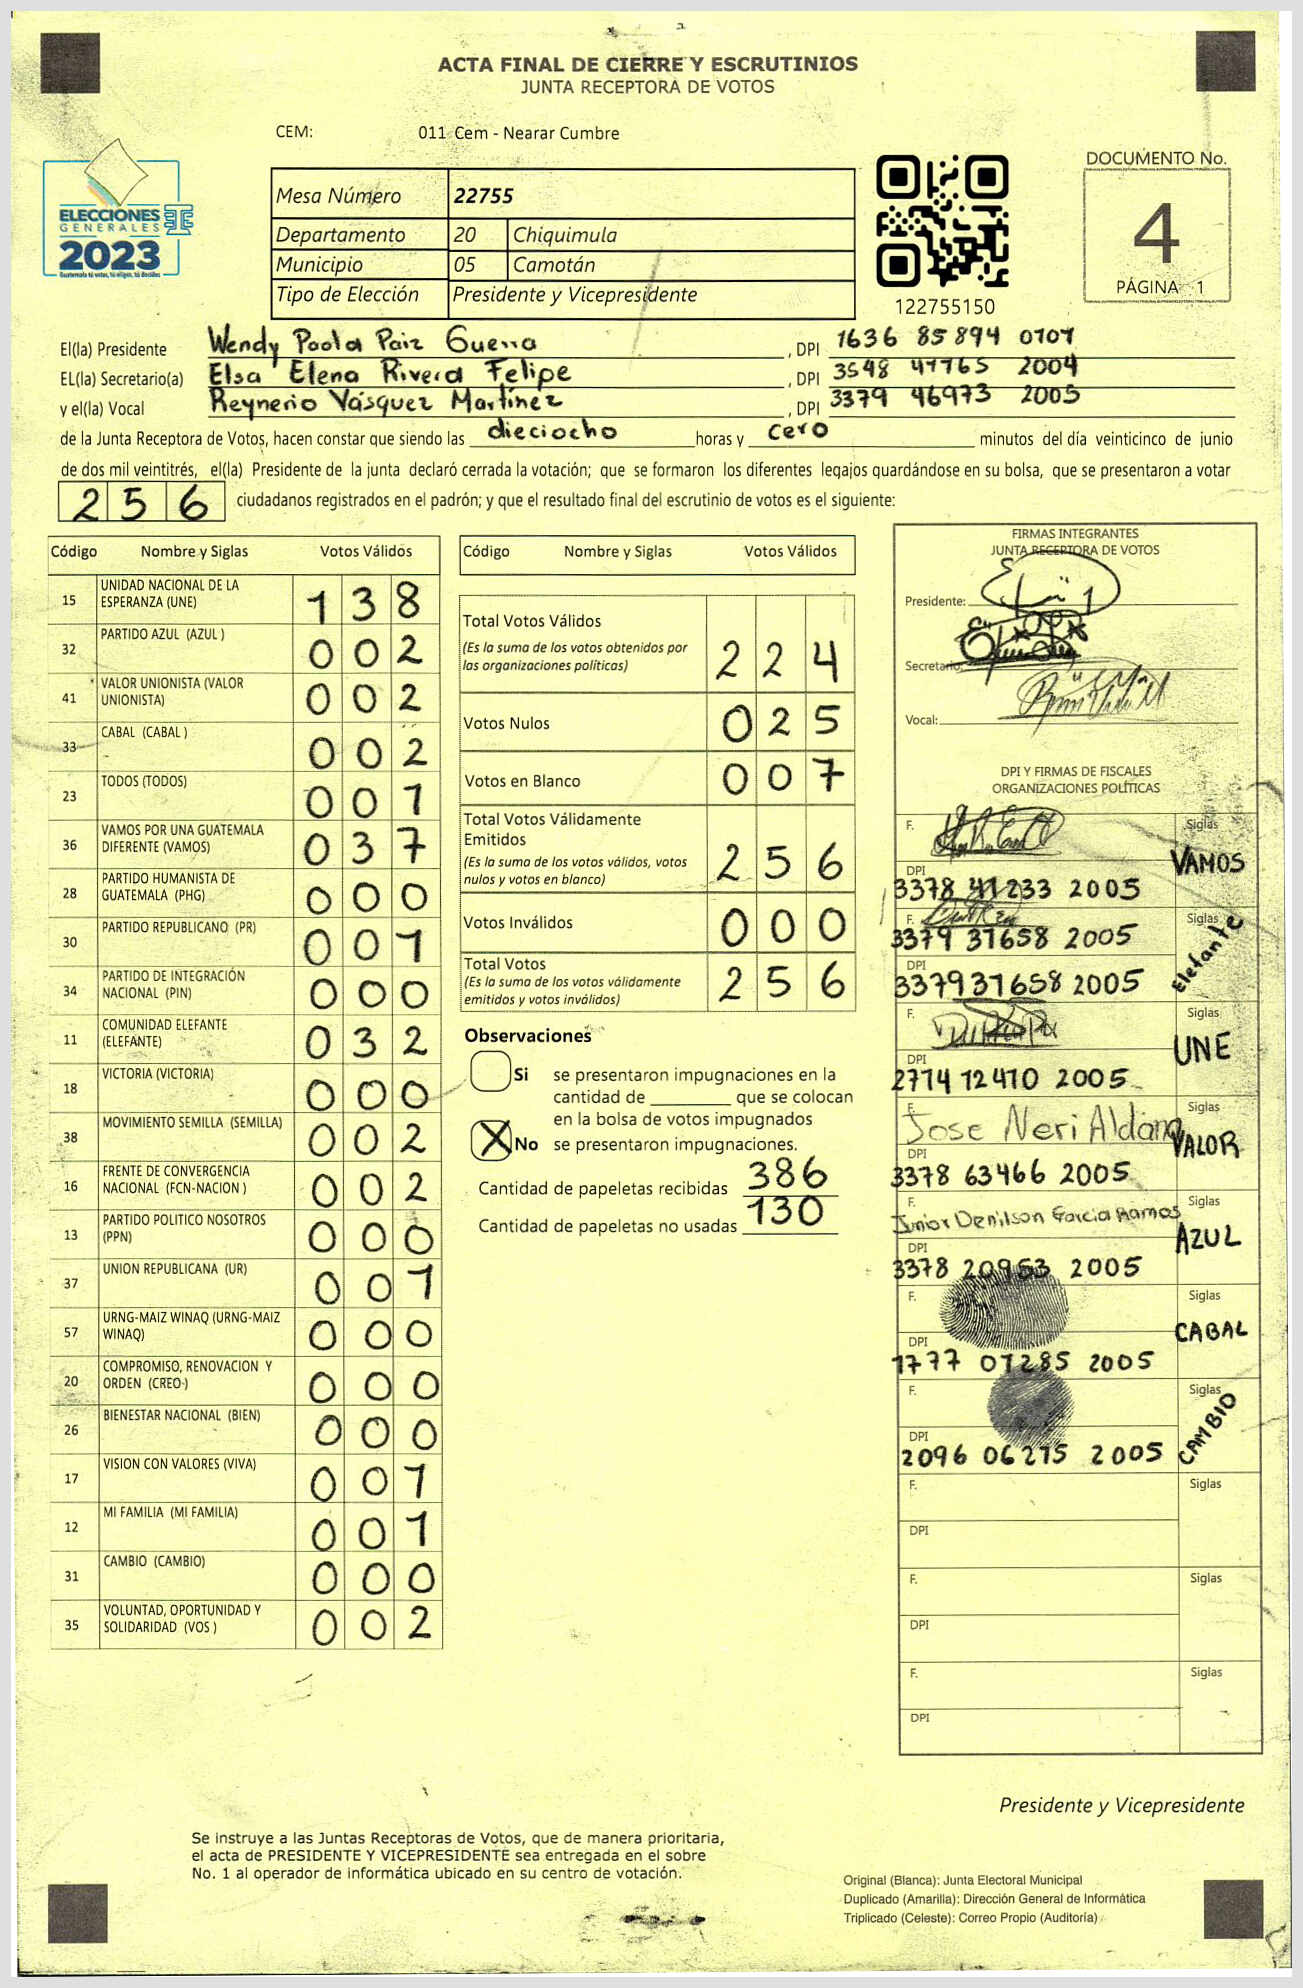 ACTA FINAL DE CIERRE Y ESCRUTINIOS
JUNTA RECEPTORA DE VOTOS
CEM: 011 Cem - Nearar Cumbre
ELECCIONES
GENERALES
2023
Guatemala tú votas, tú eliges, tú decides
Mesa Número 22755
Departamento 20 Chiquimula
Municipio 05 Camotán
Tipo de Elección Presidente y Vicepresidente
122755150
DOCUMENTO No.
4
PÁGINA 1
El(la) Presidente Wendy Paola Paiz Guerra , DPI 1636 85894 0101
EL(la) Secretario(a) Elsa Elena Rivera Felipe , DPI 3548 47765 2004
y el(la) Vocal Reynerio Vásquez Martínez , DPI 3379 46973 2005
de la Junta Receptora de Votos, hacen constar que siendo las dieciocho horas y cero minutos del día veinticinco de junio
de dos mil veintitrés, el(la) Presidente de la junta declaró cerrada la votación; que se formaron los diferentes legajos guardándose en su bolsa, que se presentaron a votar
256 ciudadanos registrados en el padrón; y que el resultado final del escrutinio de votos es el siguiente:
Código Nombre y Siglas Votos Válidos
15 UNIDAD NACIONAL DE LA ESPERANZA (UNE) 138
32 PARTIDO AZUL (AZUL ) 002
41 VALOR UNIONISTA (VALOR UNIONISTA) 002
33 CABAL (CABAL ) 002
23 TODOS (TODOS) 001
36 VAMOS POR UNA GUATEMALA DIFERENTE (VAMOS) 037
28 PARTIDO HUMANISTA DE GUATEMALA (PHG) 000
30 PARTIDO REPUBLICANO (PR) 001
34 PARTIDO DE INTEGRACIÓN NACIONAL (PIN) 000
11 COMUNIDAD ELEFANTE (ELEFANTE) 032
18 VICTORIA (VICTORIA) 000
38 MOVIMIENTO SEMILLA (SEMILLA) 002
16 FRENTE DE CONVERGENCIA NACIONAL (FCN-NACION ) 002
13 PARTIDO POLITICO NOSOTROS (PPN) 000
37 UNION REPUBLICANA (UR) 001
57 URNG-MAIZ WINAQ (URNG-MAIZ WINAQ) 000
20 COMPROMISO, RENOVACION Y ORDEN (CREO ) 000
26 BIENESTAR NACIONAL (BIEN) 000
17 VISION CON VALORES (VIVA) 001
12 MI FAMILIA (MI FAMILIA) 001
31 CAMBIO (CAMBIO) 000
35 VOLUNTAD, OPORTUNIDAD Y SOLIDARIDAD (VOS ) 002
Código Nombre y Siglas Votos Válidos
Total Votos Válidos
(Es la suma de los votos obtenidos por
las organizaciones políticas) 224
Votos Nulos 025
Votos en Blanco 007
Total Votos Válidamente
Emitidos
(Es la suma de los votos válidos, votos
nulos y votos en blanco) 256
Votos Inválidos 000
Total Votos
(Es la suma de los votos válidamente
emitidos y votos inválidos) 256
Observaciones
Si se presentaron impugnaciones en la
cantidad de ________ que se colocan
en la bolsa de votos impugnados
X No se presentaron impugnaciones.
Cantidad de papeletas recibidas 386
Cantidad de papeletas no usadas 130
FIRMAS INTEGRANTES
JUNTA RECEPTORA DE VOTOS
Presidente:
Secretario:
Vocal:
DPI Y FIRMAS DE FISCALES
ORGANIZACIONES POLÍTICAS
F. Siglas VAMOS
DPI 3378 41233 2005
F. 3379 37658 2005 Siglas Elefante
DPI 3379 37658 2005
F. Siglas UNE
DPI 2774 12410 2005
F. Jose Neri Aldana Siglas VALOR
DPI 3378 63466 2005
F. Junior Denilson Garcia Ramos Siglas AZUL
DPI 3378 20953 2005
F. Siglas CABAL
DPI 1777 01285 2005
F. Siglas CAMBIO
DPI 2096 06275 2005
F. Siglas
DPI
F. Siglas
DPI
F. Siglas
DPI
Presidente y Vicepresidente
Se instruye a las Juntas Receptoras de Votos, que de manera prioritaria,
el acta de PRESIDENTE Y VICEPRESIDENTE sea entregada en el sobre
No. 1 al operador de informática ubicado en su centro de votación.
Original (Blanca): Junta Electoral Municipal
Duplicado (Amarilla): Dirección General de Informática
Triplicado (Celeste): Correo Propio (Auditoría)